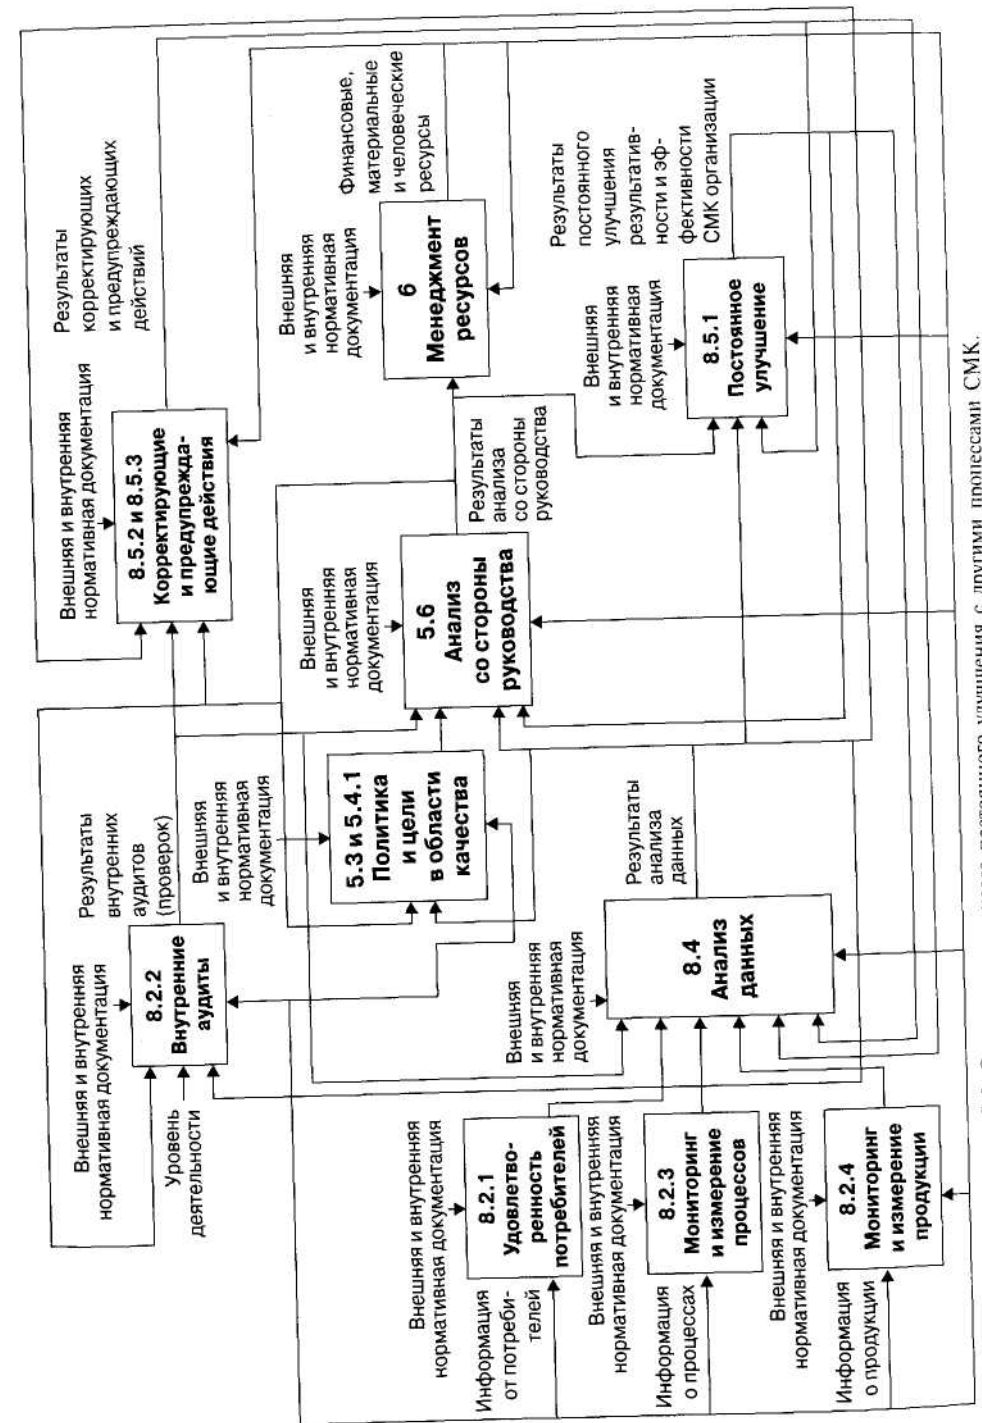 Внешняя и внутренняя
нормативная документация
Уровень
деятельности
8.2.2
Внутренние
аудиты
Результаты
внутренних
аудитов
(проверок)
Внешняя и внутренняя
нормативная документация
8.5.2 и 8.5.3
Корректирующие
и предупрежда-
ющие действия
Результаты
корректирующих
и предупреждающих
действий
Внешняя
и внутренняя
нормативная
документация
5.3 и 5.4.1
Политика
и цели
в области
качества
Внешняя
и внутренняя
нормативная
документация
5.6
Анализ
со стороны
руководства
Результаты
анализа
со стороны
руководства
Внешняя
и внутренняя
нормативная
документация
6
Менеджмент
ресурсов
Финансовые,
материальные
и человеческие
ресурсы
Внешняя и внутренняя
нормативная документация
Информация
от потреби-
телей
8.2.1
Удовлетво-
ренность
потребителей
Внешняя и внутренняя
нормативная документация
Информация
о процессах
8.2.3
Мониторинг
и измерение
процессов
Внешняя и внутренняя
нормативная документация
Информация
о продукции
8.2.4
Мониторинг
и измерение
продукции
Внешняя
и внутренняя
нормативная
документация
8.4
Анализ
данных
Результаты
анализа
данных
Внешняя
и внутренняя
нормативная
документация
8.5.1
Постоянное
улучшение
Результаты
постоянного
улучшения
результатив-
ности и эф-
фективности
СМК организации
постоянного улучшения с другими процессами СМК.